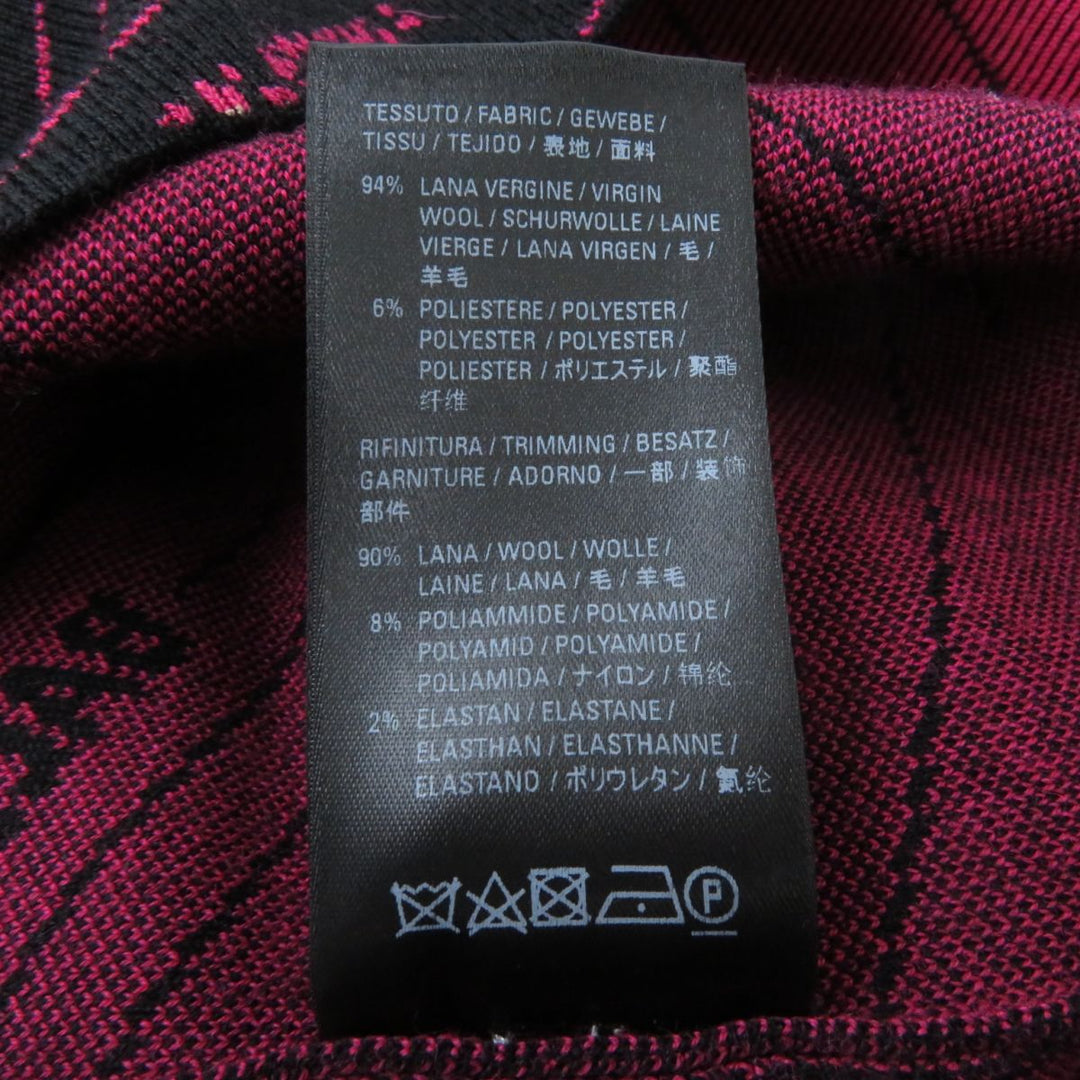 TESSUTO / FABRIC / GEWEBE /
TISSU / TEJIDO / 表地 / 面料
94% LANA VERGINE / VIRGIN
WOOL / SCHURWOLLE / LAINE
VIERGE / LANA VIRGEN / 毛 /
羊毛
6% POLIESTERE / POLYESTER /
POLYESTER / POLYESTER /
POLIESTER / ポリエステル / 聚酯
纤维
RIFINITURA / TRIMMING / BESATZ /
GARNITURE / ADORNO / 一部 / 装饰
部件
90% LANA / WOOL / WOLLE /
LAINE / LANA / 毛 / 羊毛
8% POLIAMMIDE / POLYAMIDE /
POLYAMID / POLYAMIDE /
POLIAMIDA / ナイロン / 锦纶
2% ELASTAN / ELASTANE /
ELASTHAN / ELASTHANNE /
ELASTANO / ポリウレタン / 氨纶
P